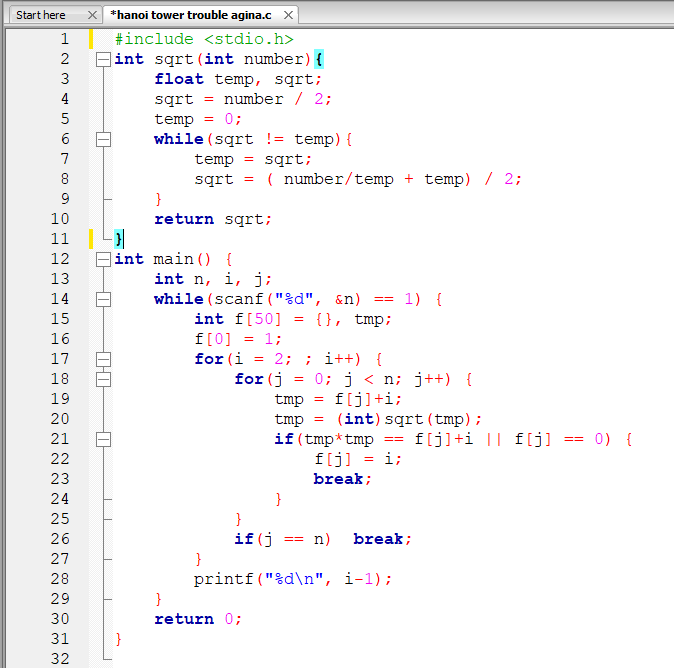 Start here
*hanoi tower trouble agina.c
1 #include <stdio.h>
2 int sqrt(int number){
3     float temp, sqrt;
4     sqrt = number / 2;
5     temp = 0;
6     while(sqrt != temp){
7         temp = sqrt;
8         sqrt = ( number/temp + temp) / 2;
9     }
10     return sqrt;
11 }
12 int main() {
13     int n, i, j;
14     while(scanf("%d", &n) == 1) {
15         int f[50] = {}, tmp;
16         f[0] = 1;
17         for(i = 2; ; i++) {
18             for(j = 0; j < n; j++) {
19                 tmp = f[j]+i;
20                 tmp = (int)sqrt(tmp);
21                 if(tmp*tmp == f[j]+i || f[j] == 0) {
22                     f[j] = i;
23                     break;
24                 }
25             }
26             if(j == n)  break;
27         }
28         printf("%d\n", i-1);
29     }
30     return 0;
31 }
32